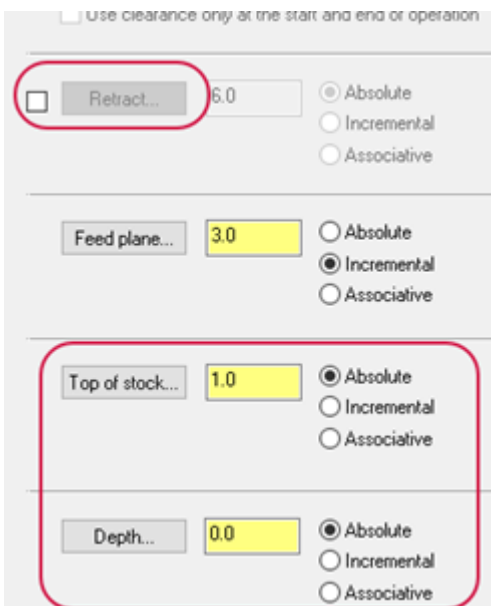 Use clearance only at the start and end of operation
Retract... 6.0 Absolute
Incremental
Associative
Feed plane... 3.0 Absolute
Incremental
Associative
Top of stock... 1.0 Absolute
Incremental
Associative
Depth... 0.0 Absolute
Incremental
Associative